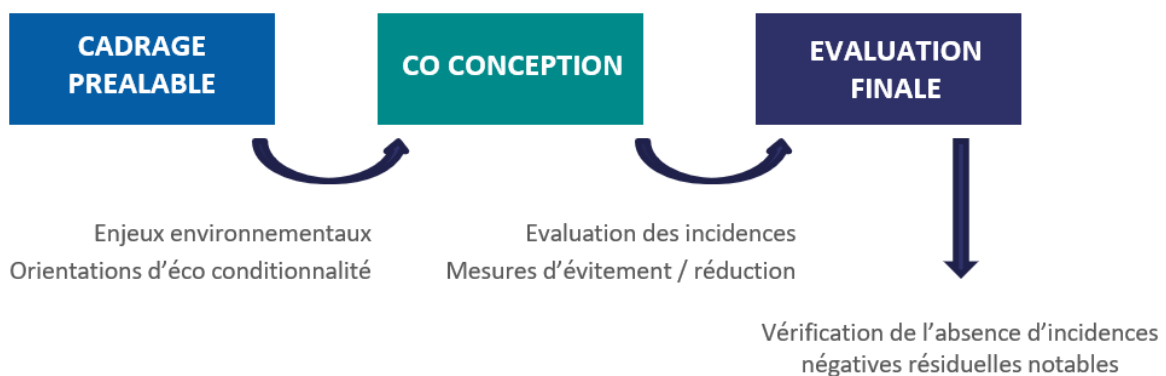 CADRAGE
PREALABLE
CO CONCEPTION
EVALUATION
FINALE
Enjeux environnementaux
Orientations d’éco conditionnalité
Evaluation des incidences
Mesures d’évitement / réduction
Vérification de l’absence d’incidences
négatives résiduelles notables